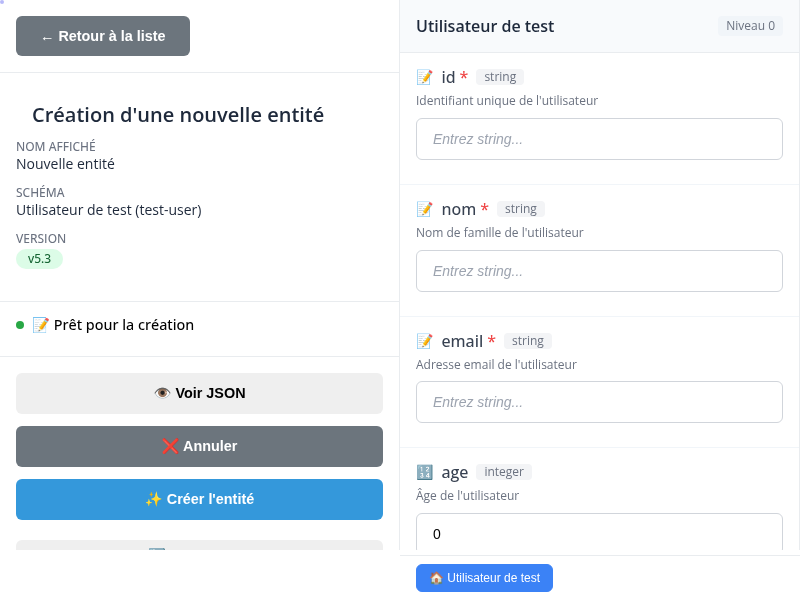 ← Retour à la liste
Création d'une nouvelle entité
NOM AFFICHÉ
Nouvelle entité
SCHÉMA
Utilisateur de test (test-user)
VERSION
v5.3
📝 Prêt pour la création
👁️ Voir JSON
❌ Annuler
✨ Créer l'entité
Utilisateur de test
Niveau 0
📝 id * string
Identifiant unique de l'utilisateur
Entrez string...
📝 nom * string
Nom de famille de l'utilisateur
Entrez string...
📝 email * string
Adresse email de l'utilisateur
Entrez string...
🔢 age integer
Âge de l'utilisateur
0
🏠 Utilisateur de test